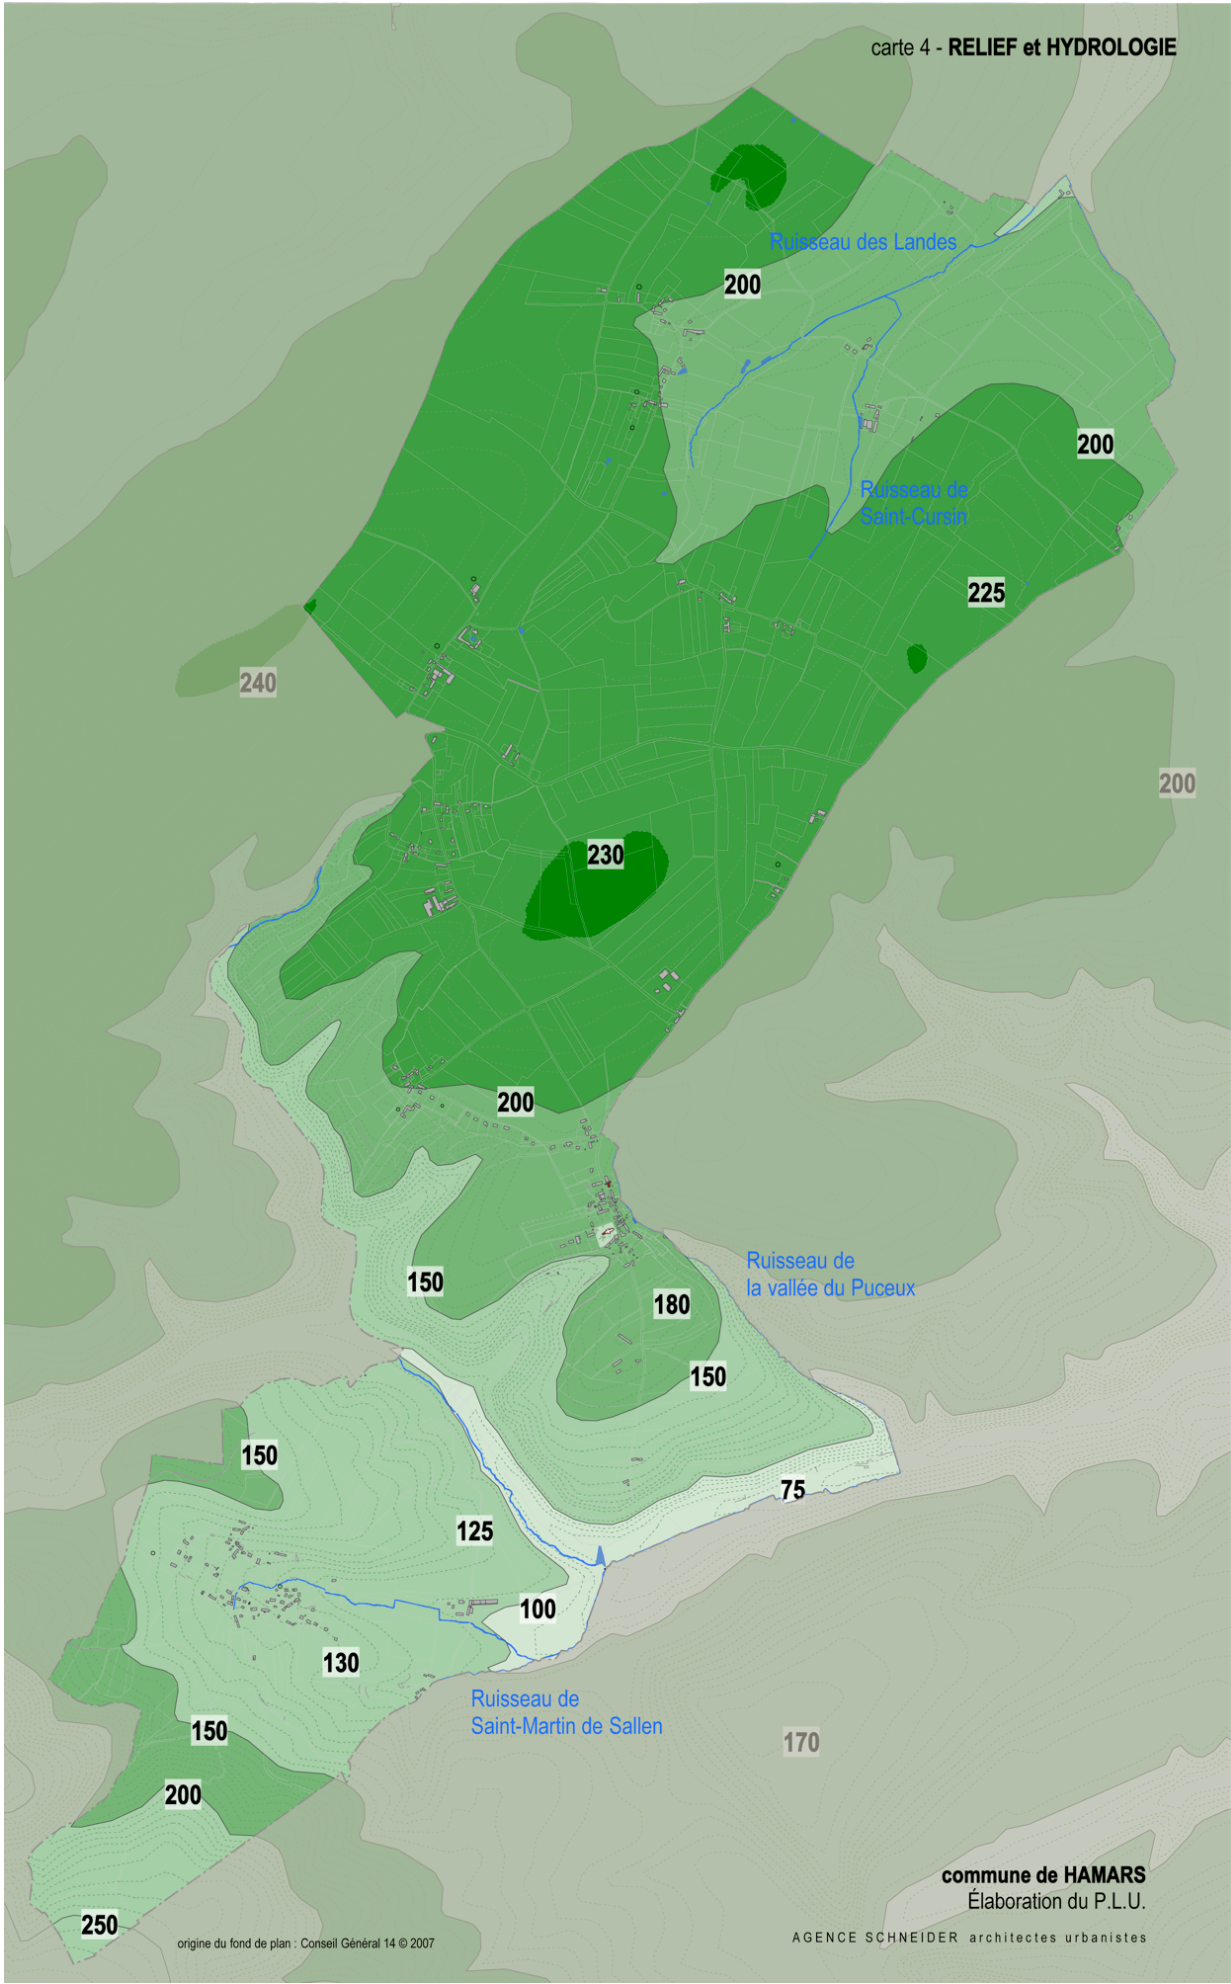 carte 4 - RELIEF et HYDROLOGIE
Ruisseau des Landes
200
200
Ruisseau de
Saint-Cursin
225
240
200
230
200
Ruisseau de
la vallée du Puceux
150
180
150
150
75
125
100
130
Ruisseau de
Saint-Martin de Sallen
150
170
200
commune de HAMARS
Élaboration du P.L.U.
250
origine du fond de plan : Conseil Général 14 © 2007
AGENCE SCHNEIDER architectes urbanistes